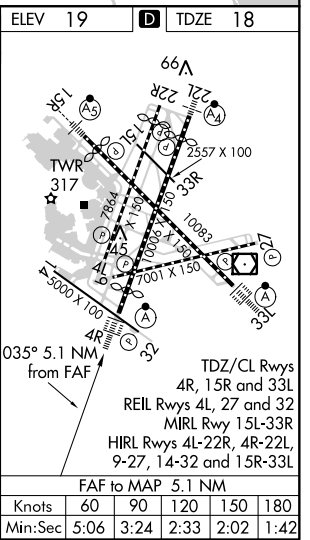 ELEV 19 D TDZE 18
66
15R
A5
22R
22L
A4
15L
P
P
2557 X 100
TWR
317
33R
7864 X 150
10083 X 150
10006 X 150
P
45
4L
9
7001 X 150
P
27
P
14
5000 X 100
A
A
33L
4R
P
32
035° 5.1 NM
from FAF
TDZ/CL Rwys
4R, 15R and 33L
REIL Rwys 4L, 27 and 32
MIRL Rwy 15L-33R
HIRL Rwys 4L-22R, 4R-22L,
9-27, 14-32 and 15R-33L
FAF to MAP 5.1 NM
Knots 60 90 120 150 180
Min:Sec 5:06 3:24 2:33 2:02 1:42